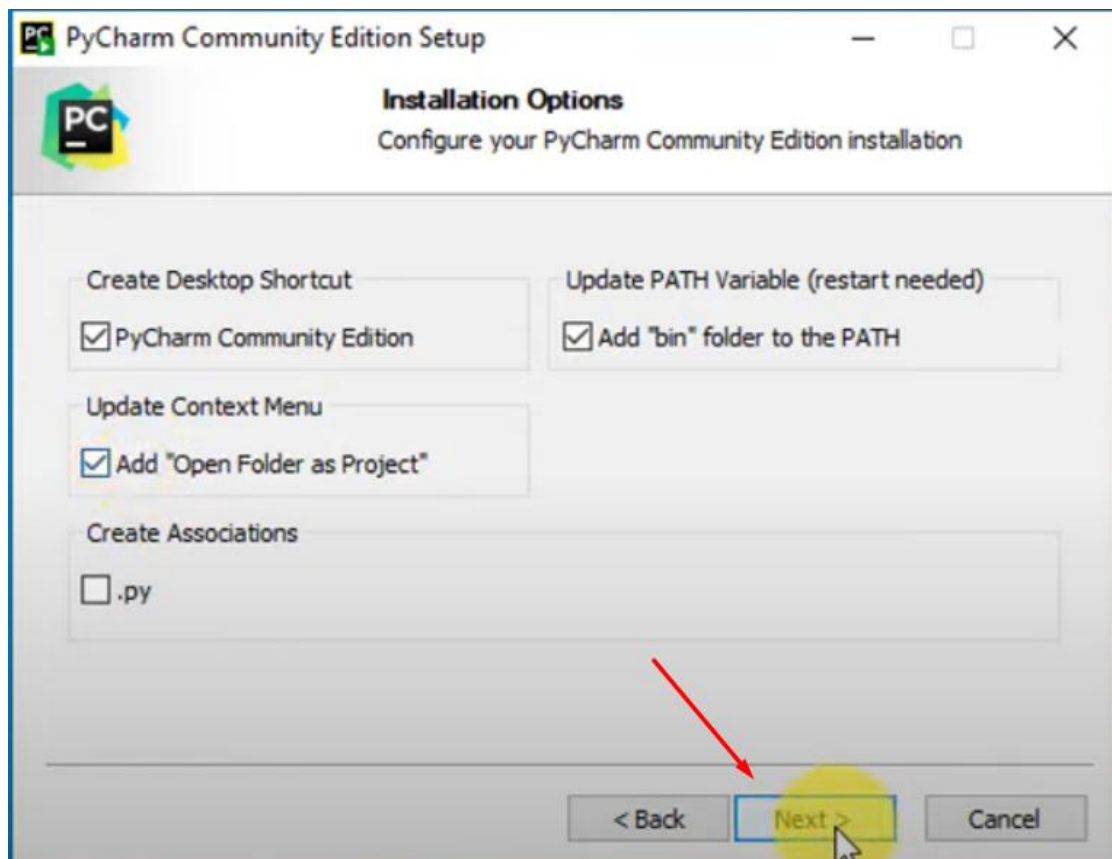 PC PyCharm Community Edition Setup
PC
Installation Options
Configure your PyCharm Community Edition installation
Create Desktop Shortcut
PyCharm Community Edition
Update PATH Variable (restart needed)
Add "bin" folder to the PATH
Update Context Menu
Add "Open Folder as Project"
Create Associations
.py
< Back Next > Cancel